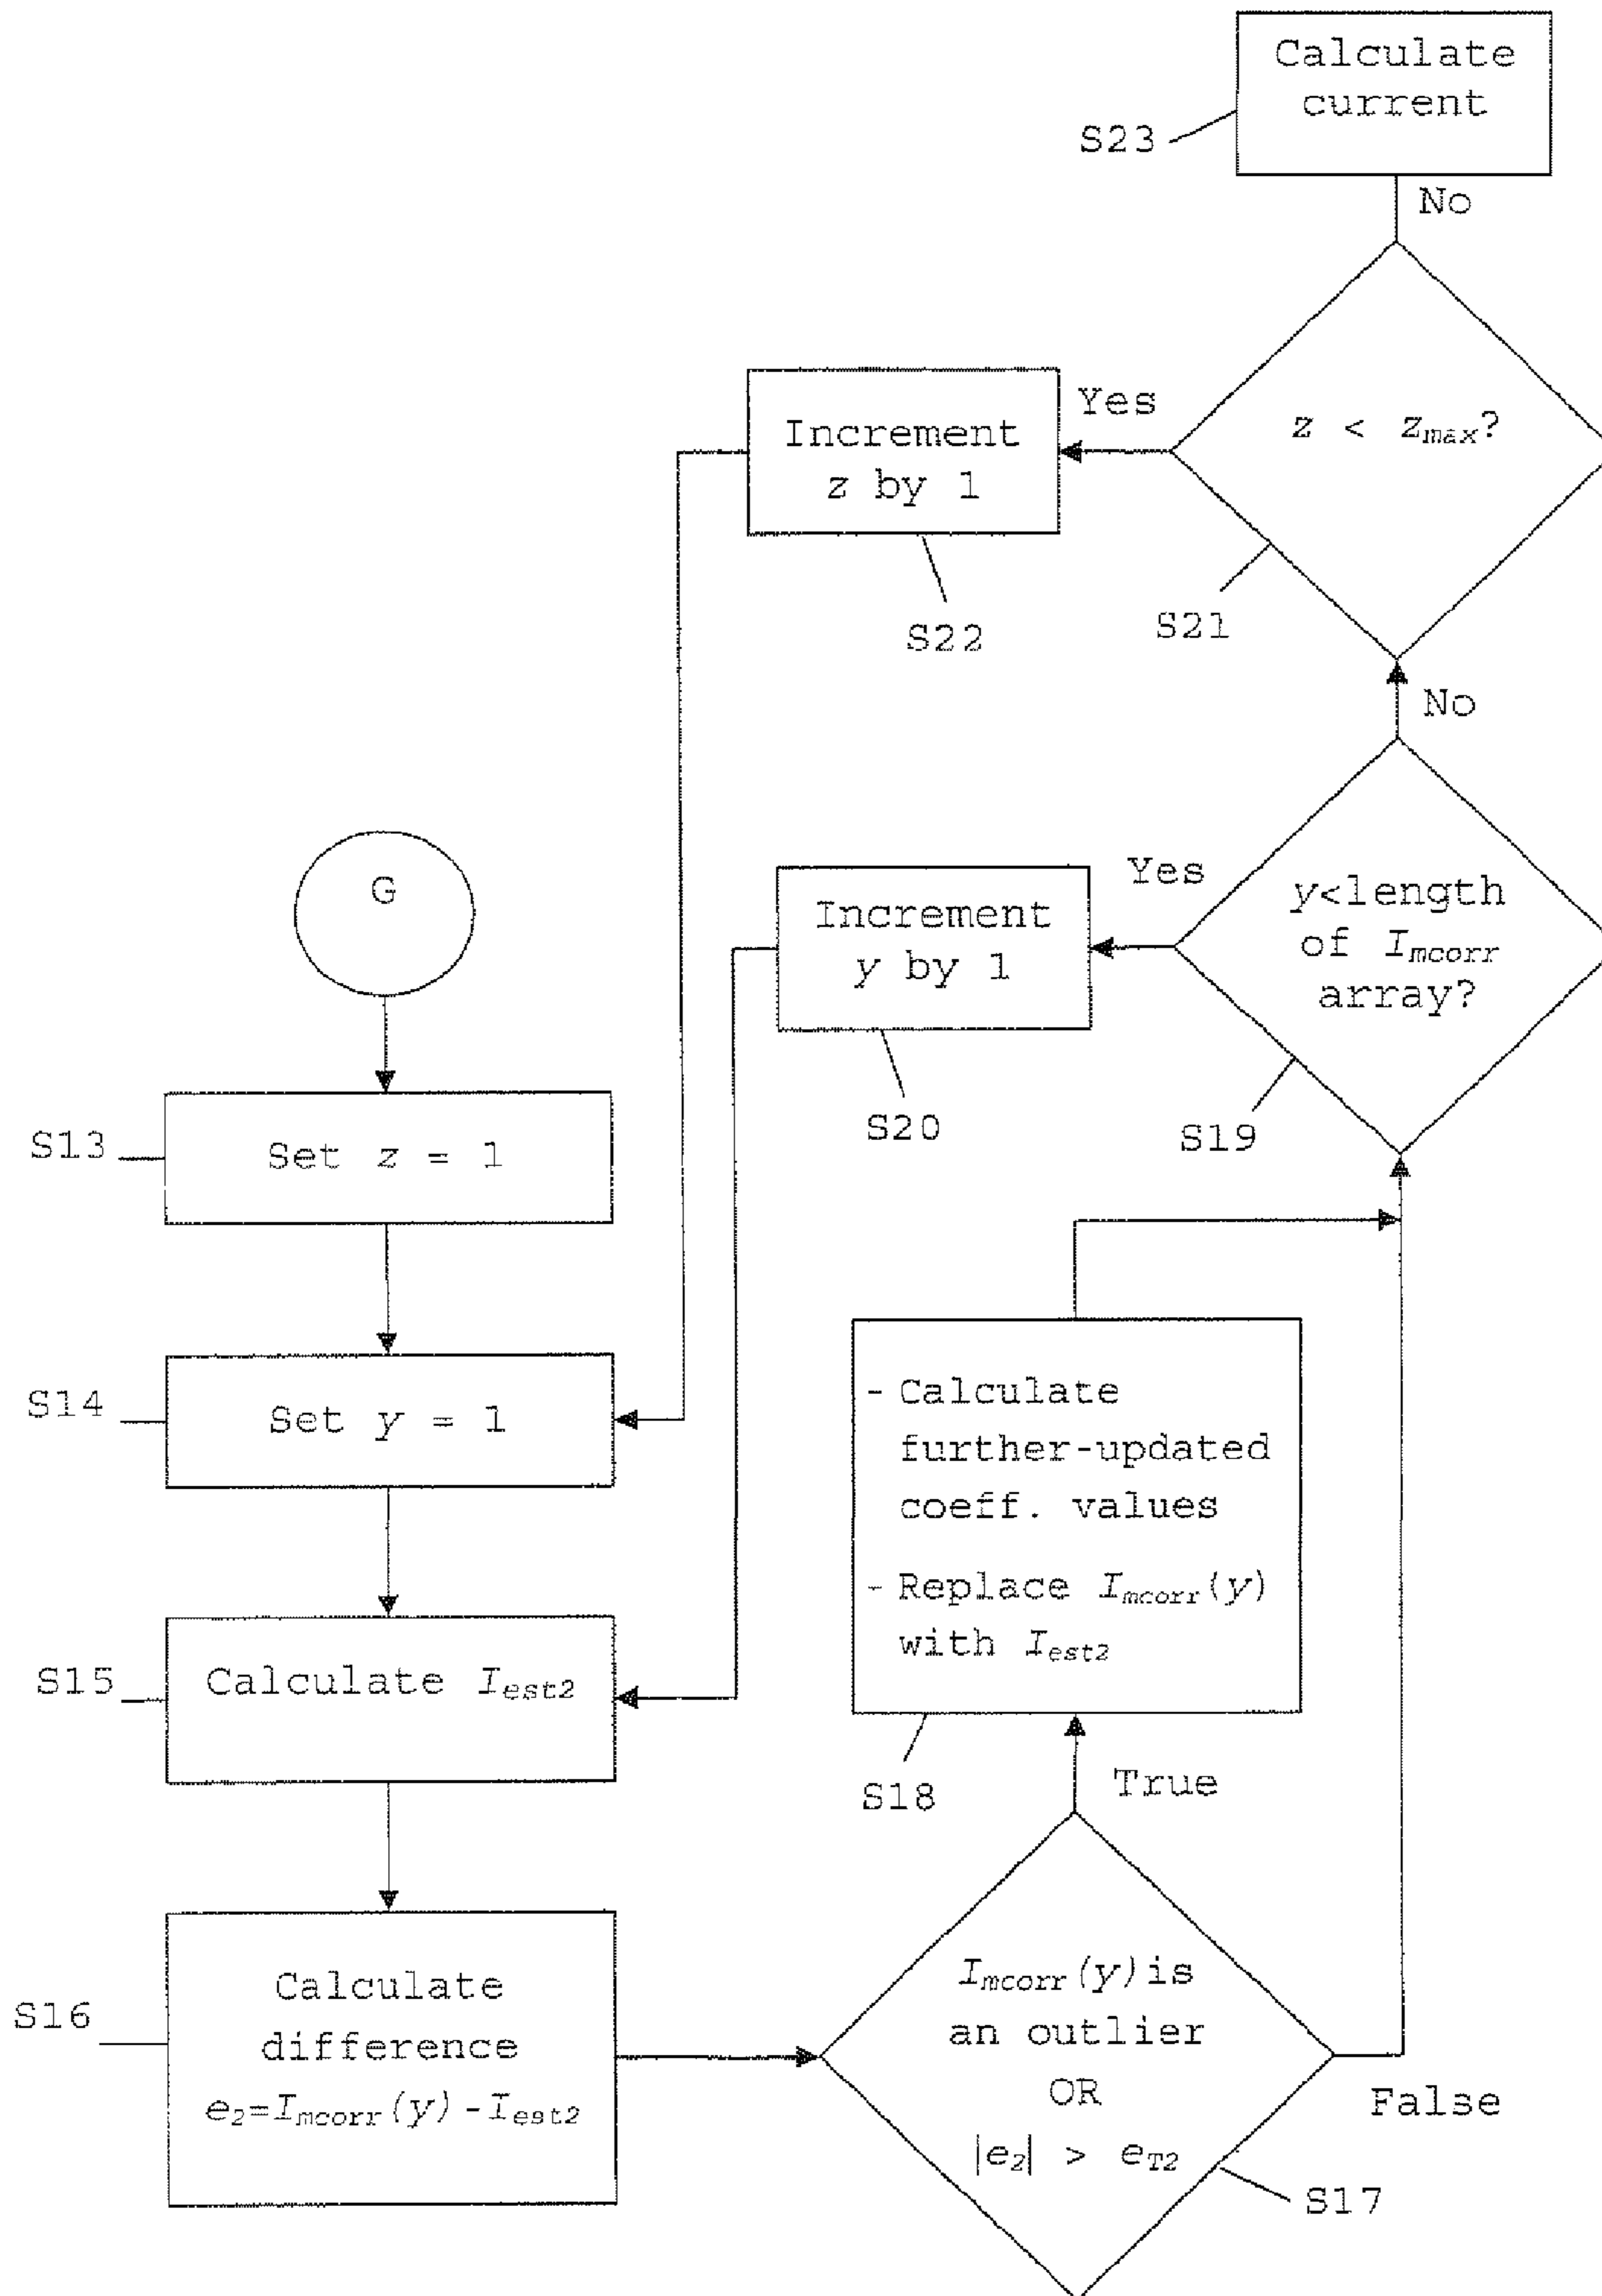 Calculate
current
S23
No
z < zmax?
Yes
Increment
z by 1
S22
S21
No
G
y<length
of Imcorr
array?
Yes
Increment
y by 1
S20
S19
S13
Set z = 1
S14
Set y = 1
- Calculate
further-updated
coeff. values
- Replace Imcorr(y)
with Iest2
S15
Calculate Iest2
S18
True
S16
Calculate
difference
e2=Imcorr(y)-Iest2
Imcorr(y)is
an outlier
OR
|e2| > eT2
False
S17